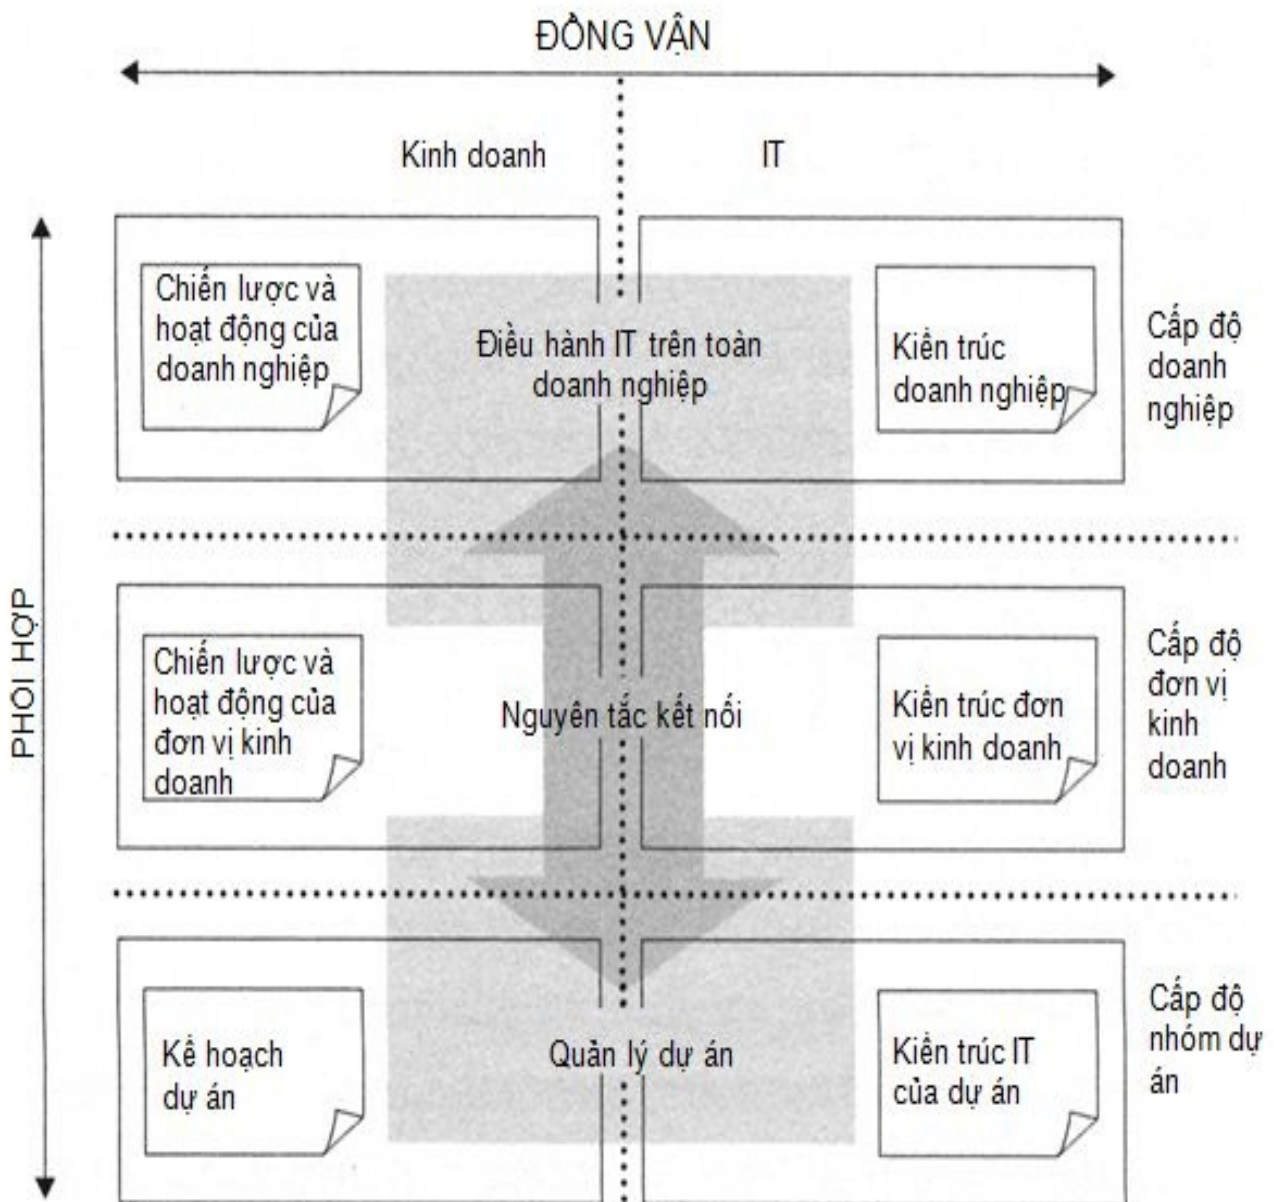 ĐỒNG VẬN
Kinh doanh
IT
PHỐI HỢP
Chiến lược và
hoạt động của
doanh nghiệp
Điều hành IT trên toàn
doanh nghiệp
Kiến trúc
doanh nghiệp
Cấp độ
doanh
nghiệp
Chiến lược và
hoạt động của
đơn vị kinh
doanh
Nguyên tắc kết nối
Kiến trúc đơn
vị kinh doanh
Cấp độ
đơn vị
kinh
doanh
Kế hoạch
dự án
Quản lý dự án
Kiến trúc IT
của dự án
Cấp độ
nhóm dự
án